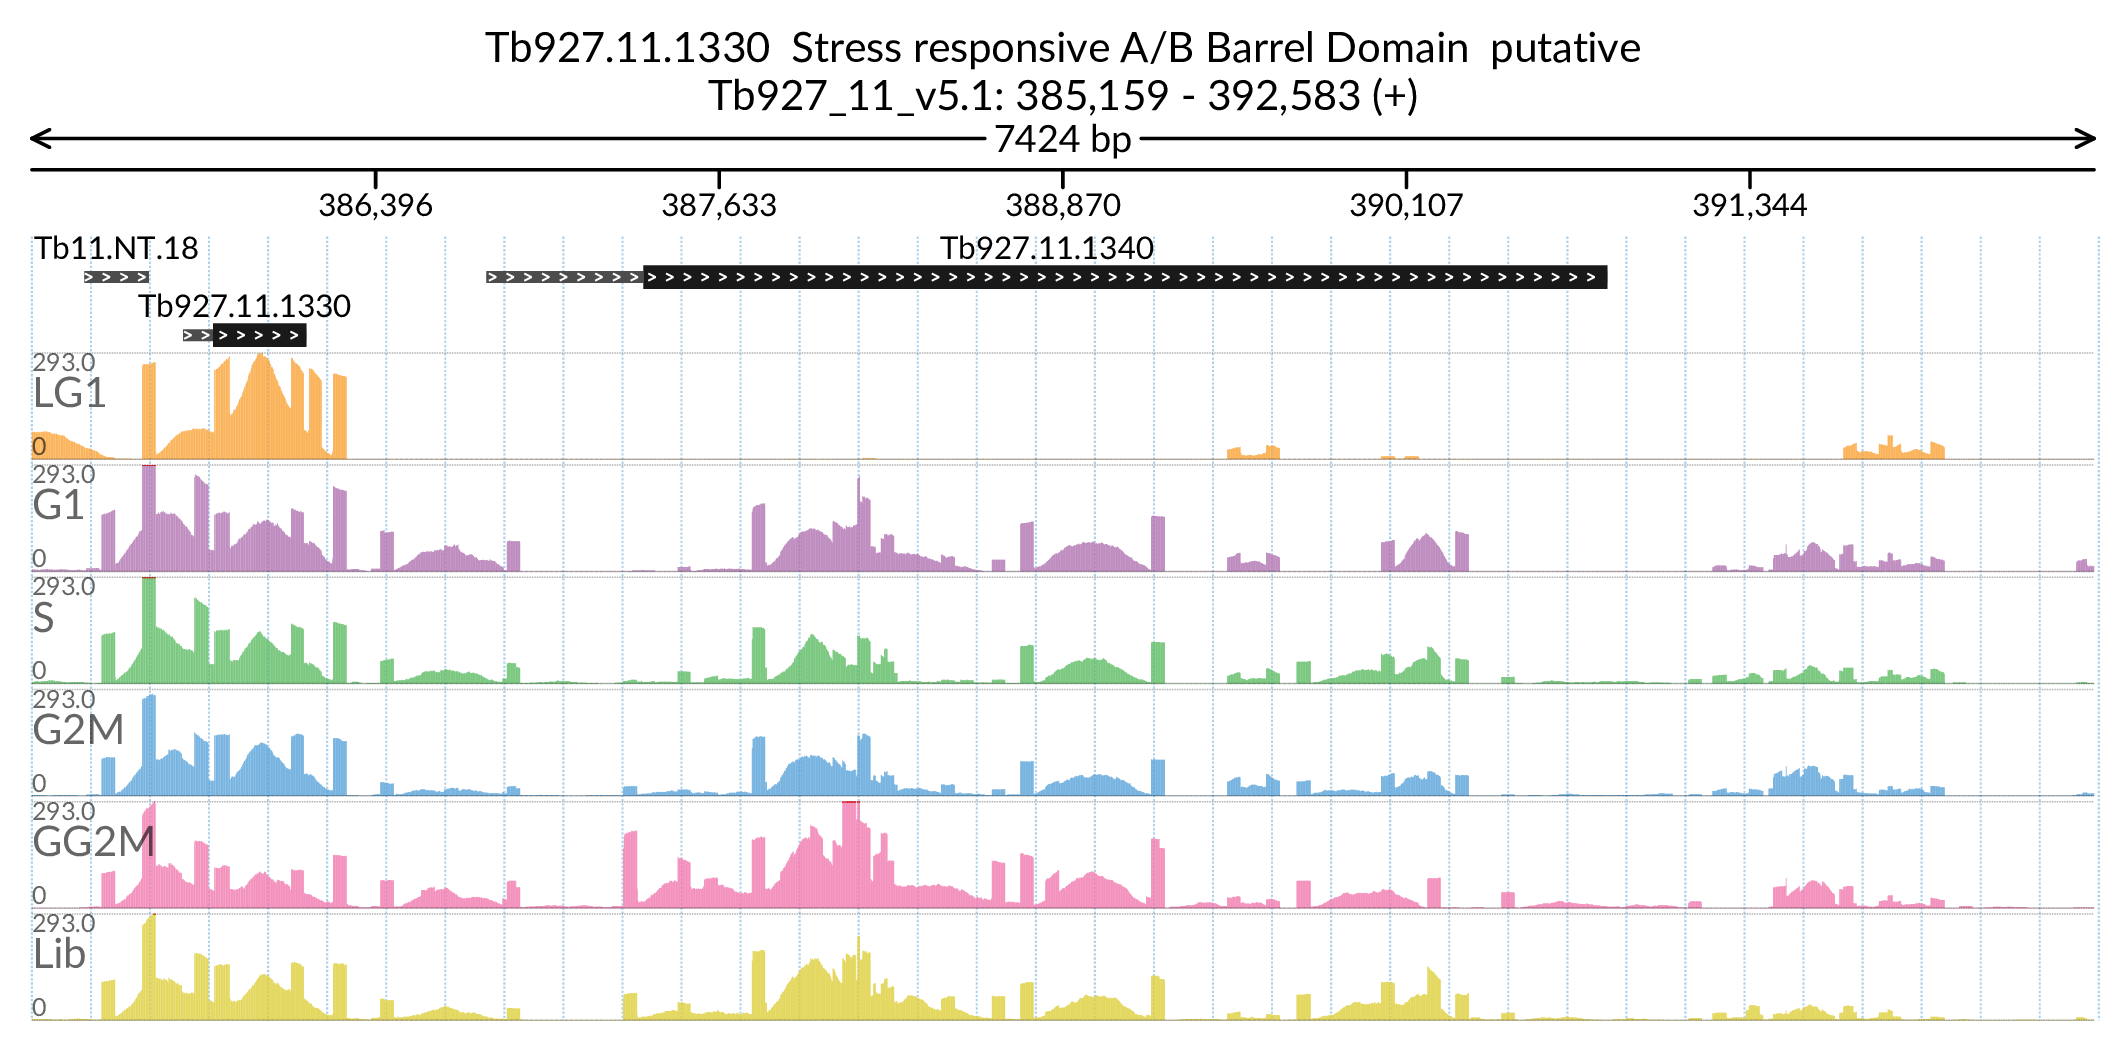 Tb927.11.1330  Stress responsive A/B Barrel Domain  putative
Tb927_11_v5.1: 385,159 - 392,583 (+)
7424 bp
386,396 387,633 388,870 390,107 391,344
Tb11.NT.18 Tb927.11.1340
Tb927.11.1330
293.0
LG1
0
293.0
G1
0
293.0
S
0
293.0
G2M
0
293.0
GG2M
0
293.0
Lib
0